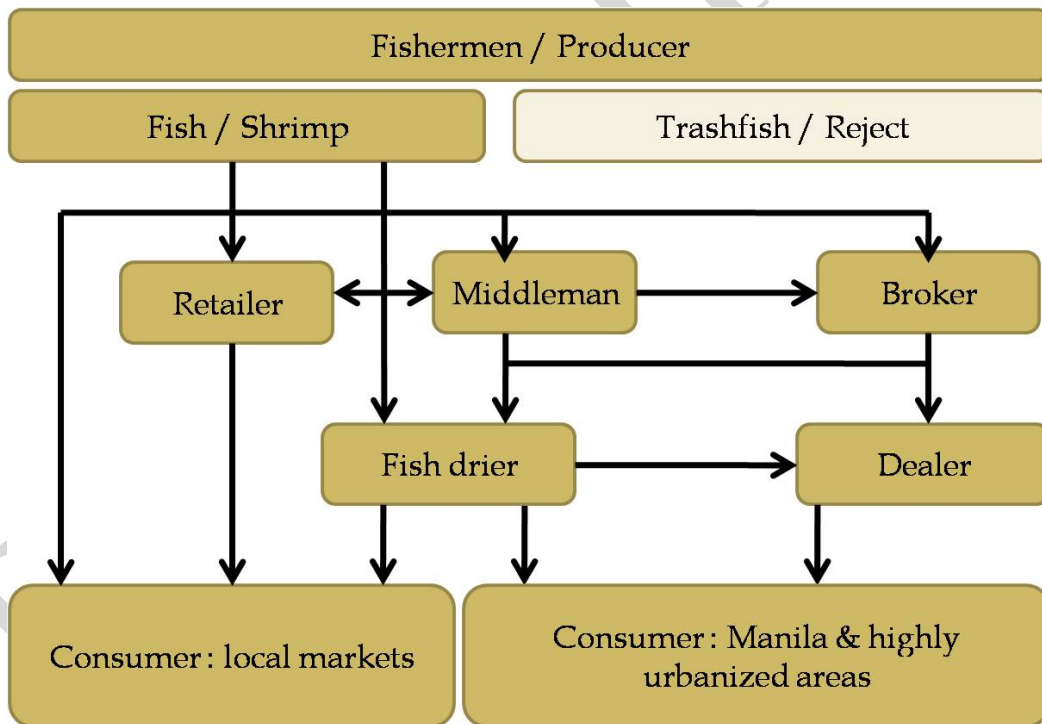 Fishermen / Producer
Fish / Shrimp
Trashfish / Reject
Retailer
Middleman
Broker
Fish drier
Dealer
Consumer : local markets
Consumer : Manila & highly
urbanized areas